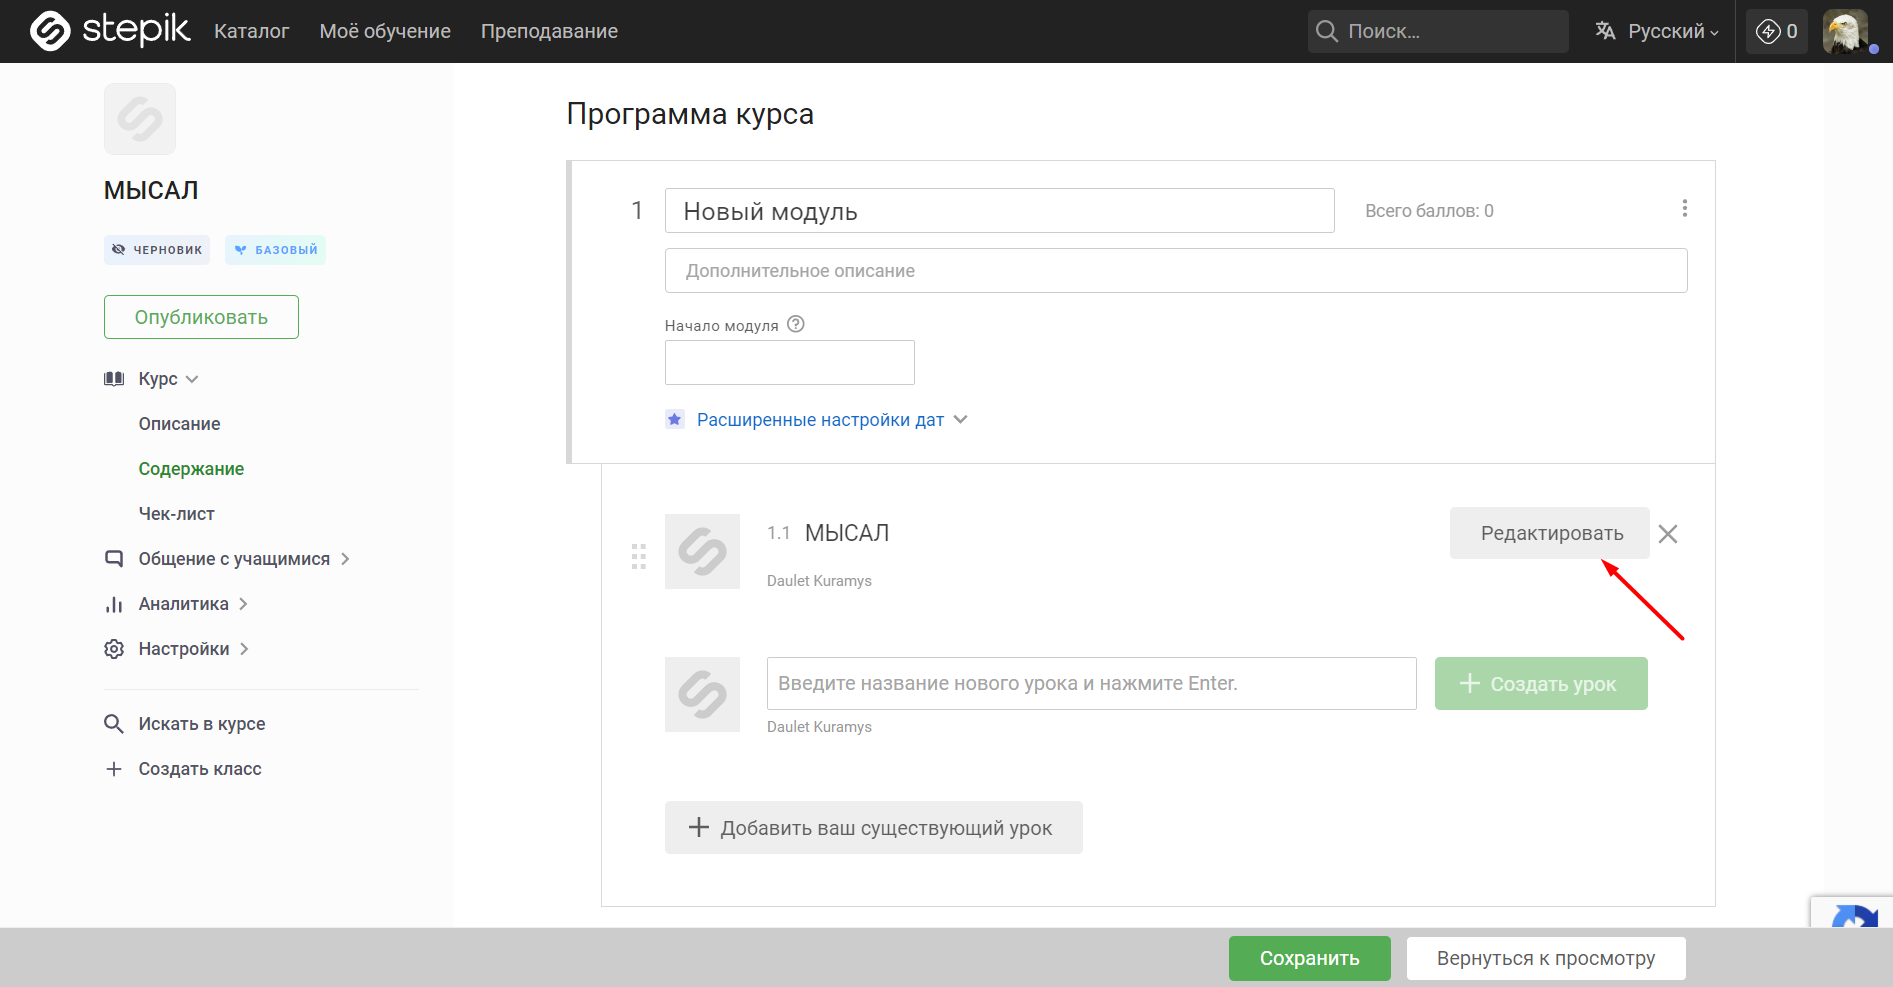 stepik Каталог Моё обучение Преподавание Поиск... Русский 0
МЫСАЛ
ЧЕРНОВИК БАЗОВЫЙ
Опубликовать
Курс
Описание
Содержание
Чек-лист
Общение с учащимися
Аналитика
Настройки
Искать в курсе
Создать класс
Программа курса
1 Новый модуль Всего баллов: 0
Дополнительное описание
Начало модуля ?
Расширенные настройки дат
1.1 МЫСАЛ Редактировать
Daulet Kuramys
Введите название нового урока и нажмите Enter. Создать урок
Daulet Kuramys
Добавить ваш существующий урок
Сохранить Вернуться к просмотру